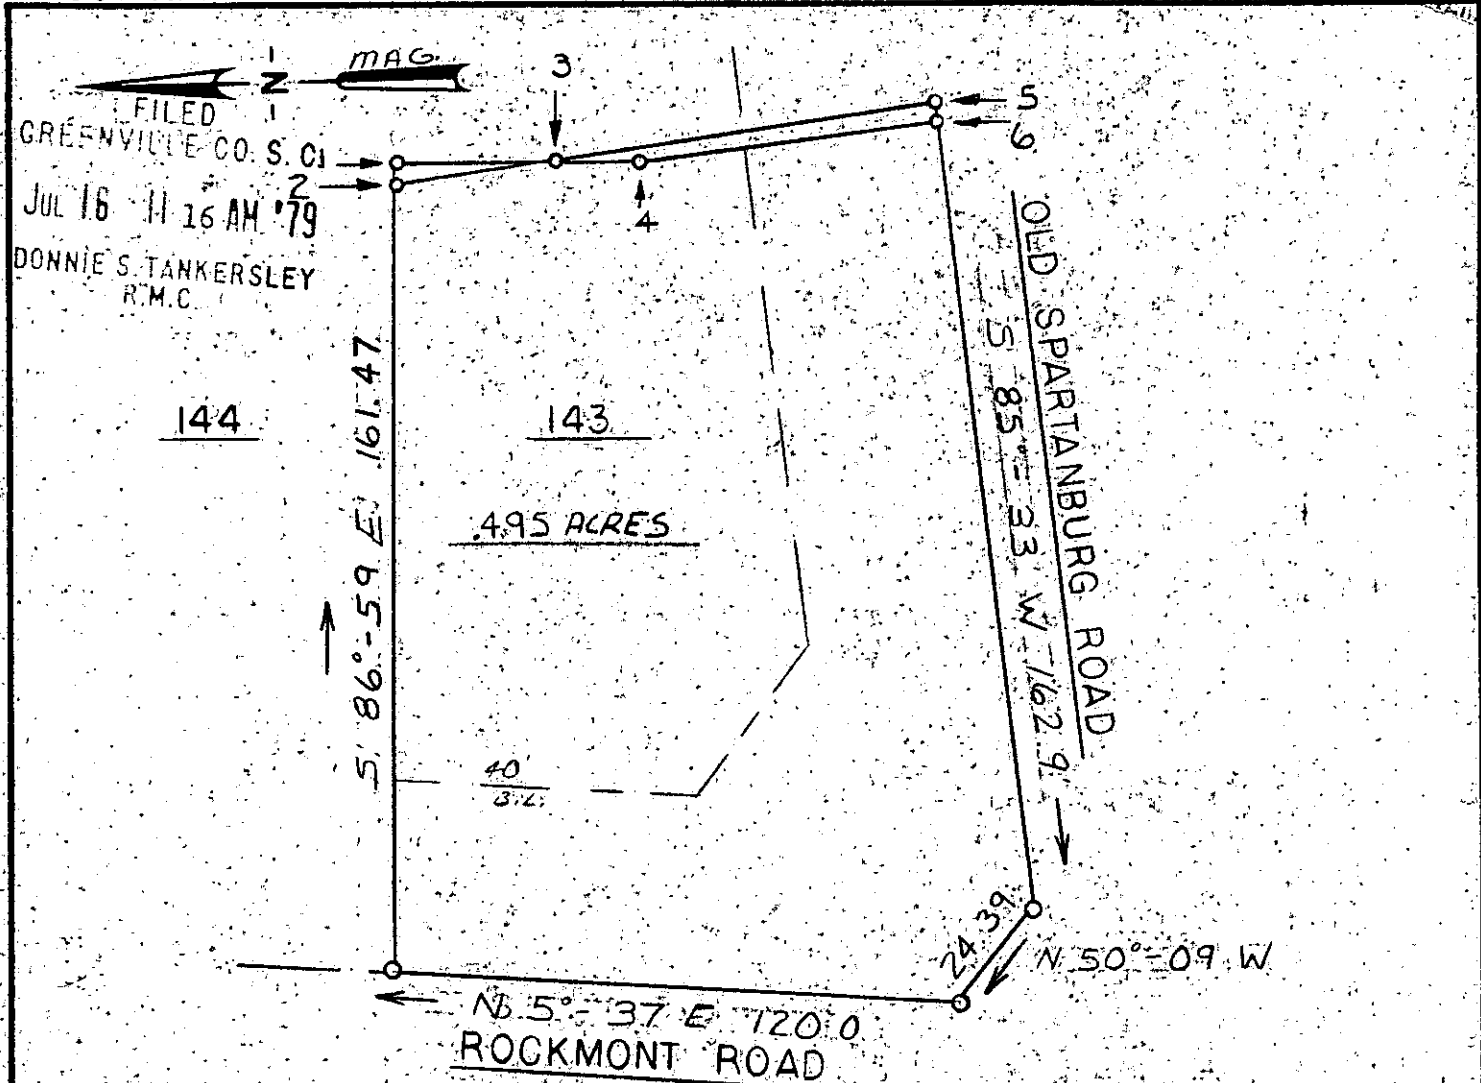 MAG.
N
3
FILED
GREENVILLE CO. S. C.
1
2
JUL 16 11 16 AM '79
DONNIE S. TANKERSLEY
R.M.C.
4
5
6
144
143
.495 ACRES
S 86°-59 E 161.47
OLD SPARTANBURG ROAD
S 85°-33 W 162.9
40'
B.L.
24.39
N 50°-09 W
N 5°-37 E 120.0
ROCKMONT ROAD